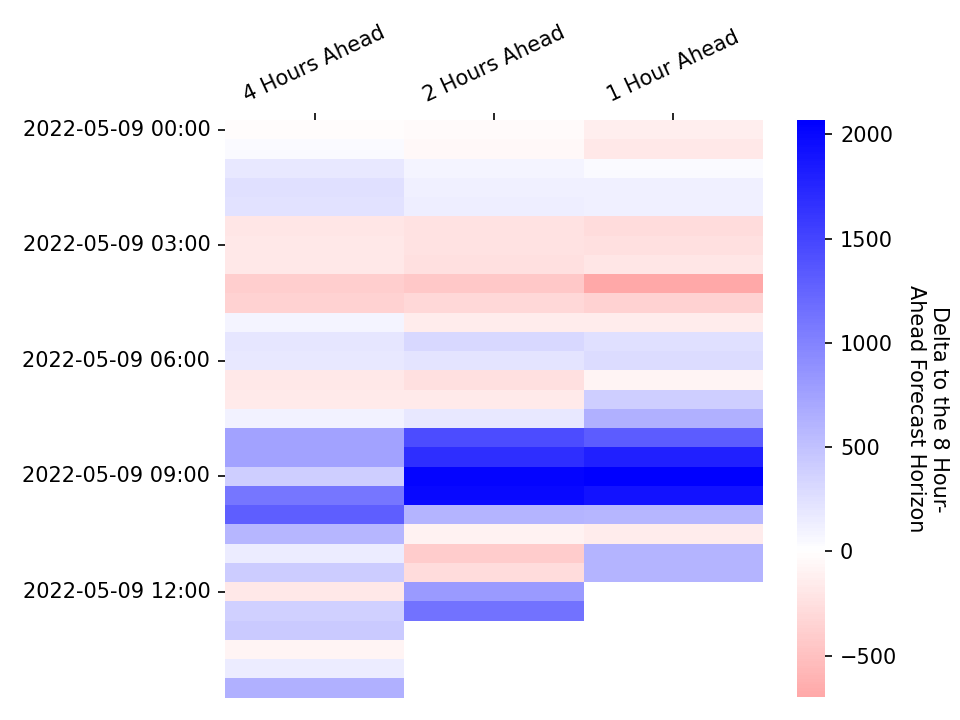 4 Hours Ahead
2 Hours Ahead
1 Hour Ahead
2022-05-09 00:00
2022-05-09 03:00
2022-05-09 06:00
2022-05-09 09:00
2022-05-09 12:00
2000
1500
1000
500
0
−500
Delta to the 8 Hour-
Ahead Forecast Horizon